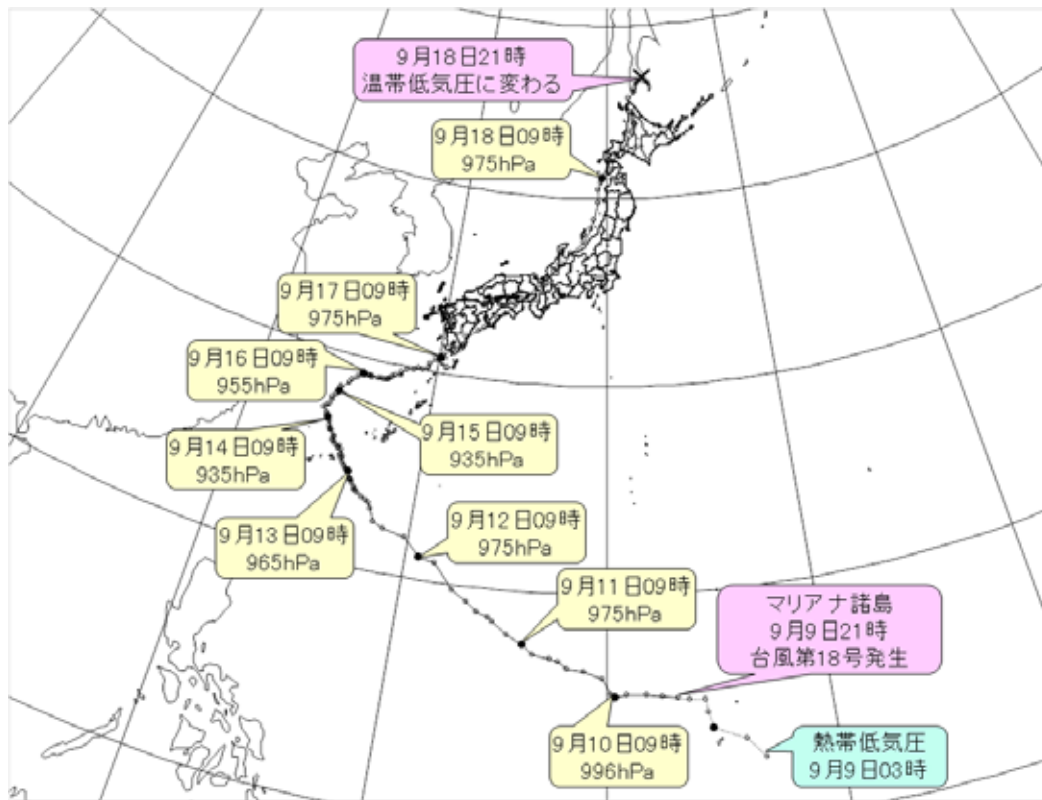 9月18日21時
温帯低気圧に変わる
9月18日09時
975hPa
9月17日09時
975hPa
9月16日09時
955hPa
9月15日09時
935hPa
9月14日09時
935hPa
9月13日09時
965hPa
9月12日09時
975hPa
9月11日09時
975hPa
マリアナ諸島
9月9日21時
台風第18号発生
9月10日09時
996hPa
熱帯低気圧
9月9日03時